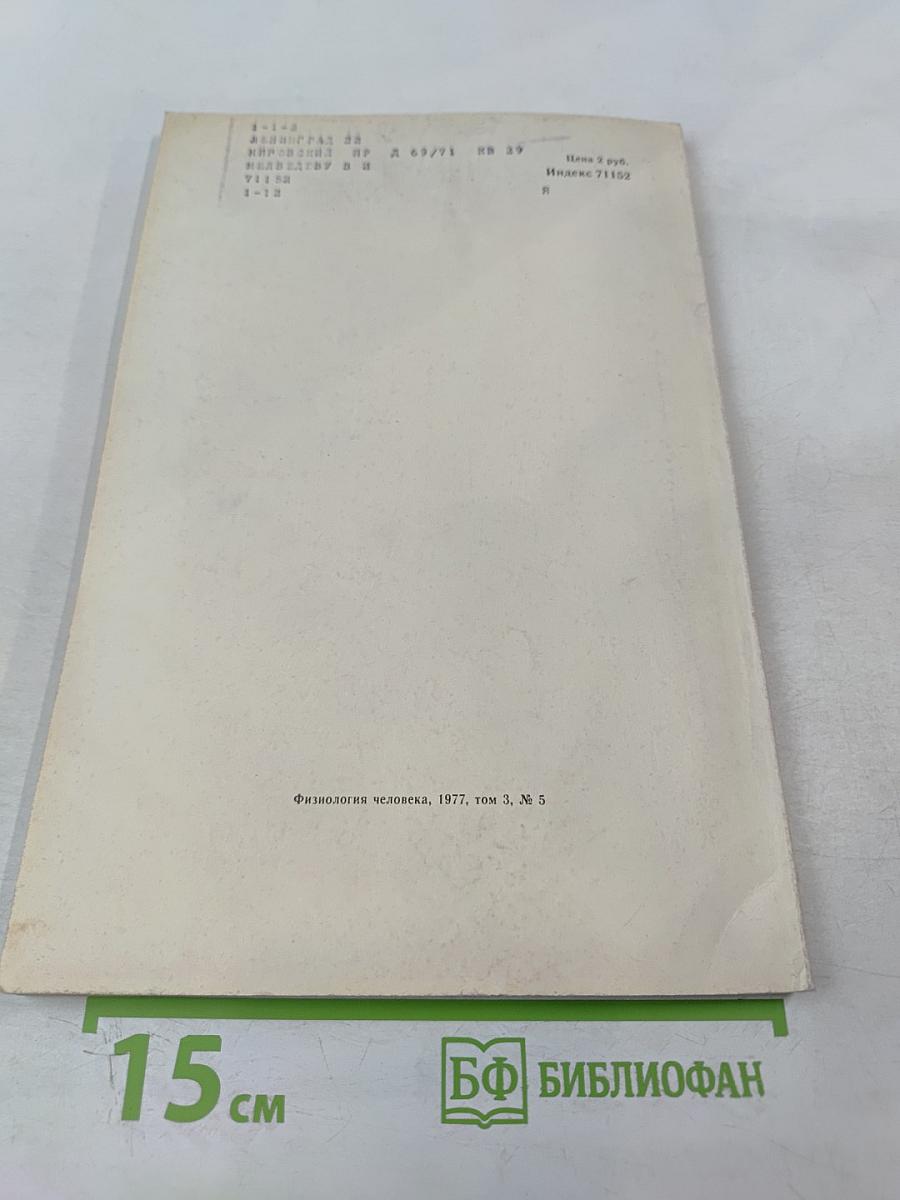 1-1-2
ЛЕНИНГРАД 22
КИРОВСКИЙ ПР Д 69/71 КВ 29
МЕДВЕДЕВУ В И
71152
1-12
Цена 2 руб.
Индекс 71152
Я
Физиология человека, 1977, том 3, № 5
15 см
БФ БИБЛИОФАН